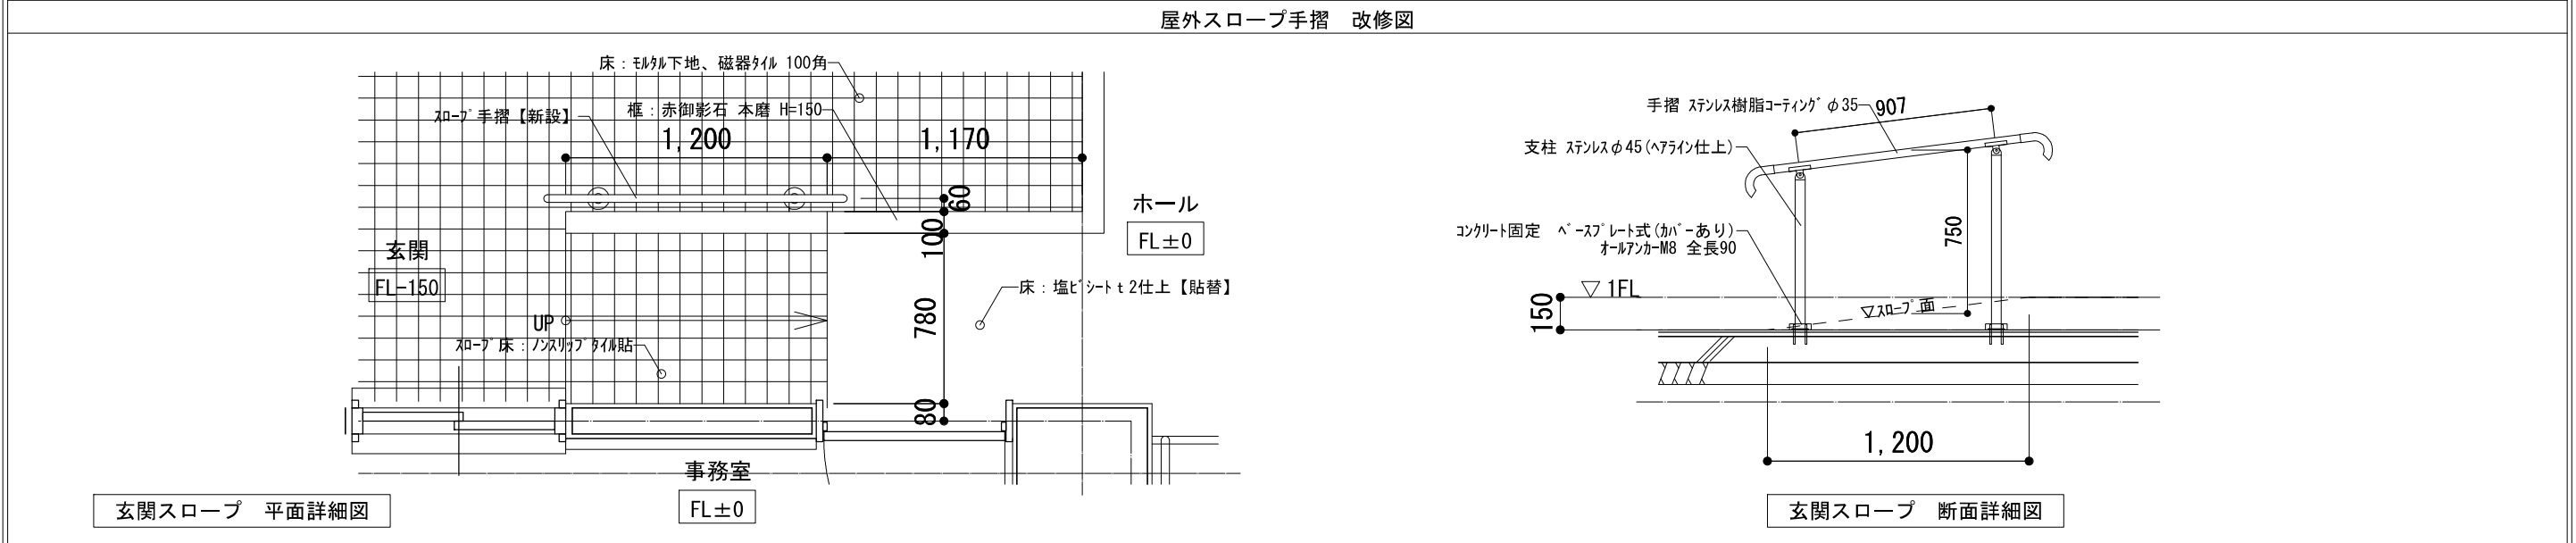 屋外スロープ手摺　改修図
床：ﾓﾙﾀﾙ下地、磁器ﾀｲﾙ 100角
ｽﾛｰﾌﾟ手摺【新設】
框：赤御影石 本磨 H=150
1,200
1,170
60
100
780
80
ホール
FL±0
玄関
FL-150
床：塩ﾋﾞｼｰﾄｔ2仕上【貼替】
UP
ｽﾛｰﾌﾟ床：ﾉﾝｽﾘｯﾌﾟﾀｲﾙ貼
事務室
FL±0
玄関スロープ　平面詳細図
手摺 ｽﾃﾝﾚｽ樹脂ｺｰﾃｨﾝｸﾞφ35
907
支柱 ｽﾃﾝﾚｽφ45(ﾍｱﾗｲﾝ仕上)
ｺﾝｸﾘｰﾄ固定　ﾍﾞｰｽﾌﾟﾚｰﾄ式(ｶﾊﾞｰあり)
ｵｰﾙｱﾝｶｰM8 全長90
750
▽ 1FL
150
▽ｽﾛｰﾌﾟ面
1,200
玄関スロープ　断面詳細図